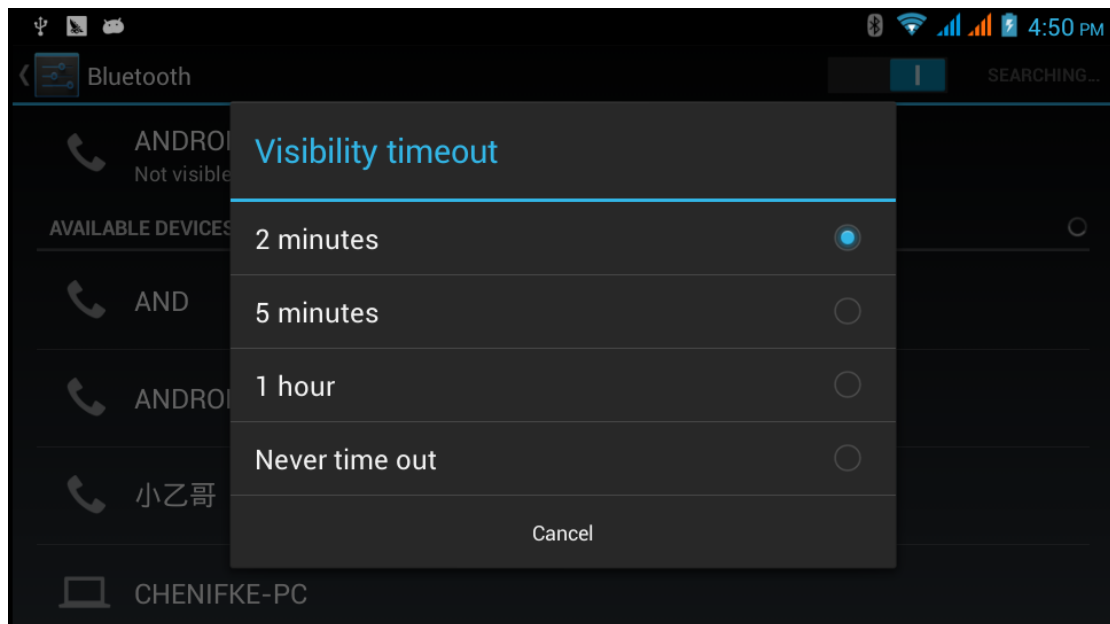 4:50 PM
Bluetooth
SEARCHING...
ANDROI
Not visible
Visibility timeout
AVAILABLE DEVICES
2 minutes
AND
5 minutes
1 hour
ANDROI
Never time out
小乙哥
Cancel
CHENIFKE-PC